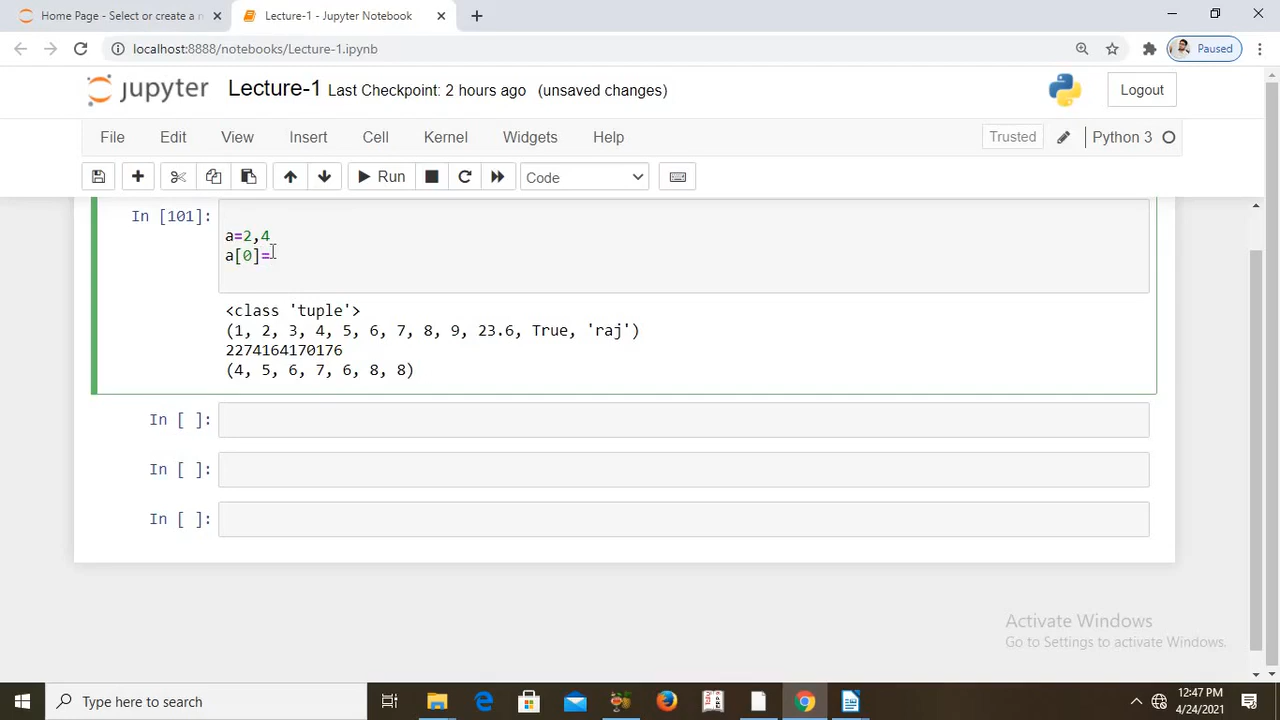 Home Page - Select or create a n
Lecture-1 - Jupyter Notebook
localhost:8888/notebooks/Lecture-1.ipynb
Paused
jupyter Lecture-1 Last Checkpoint: 2 hours ago (unsaved changes)
Logout
File Edit View Insert Cell Kernel Widgets Help
Trusted Python 3
Run Code
In [101]:
a=2,4
a[0]=
<class 'tuple'>
(1, 2, 3, 4, 5, 6, 7, 8, 9, 23.6, True, 'raj')
2274164170176
(4, 5, 6, 7, 6, 8, 8)
In [ ]:
In [ ]:
In [ ]:
Activate Windows
Go to Settings to activate Windows.
Type here to search
12:47 PM
4/24/2021